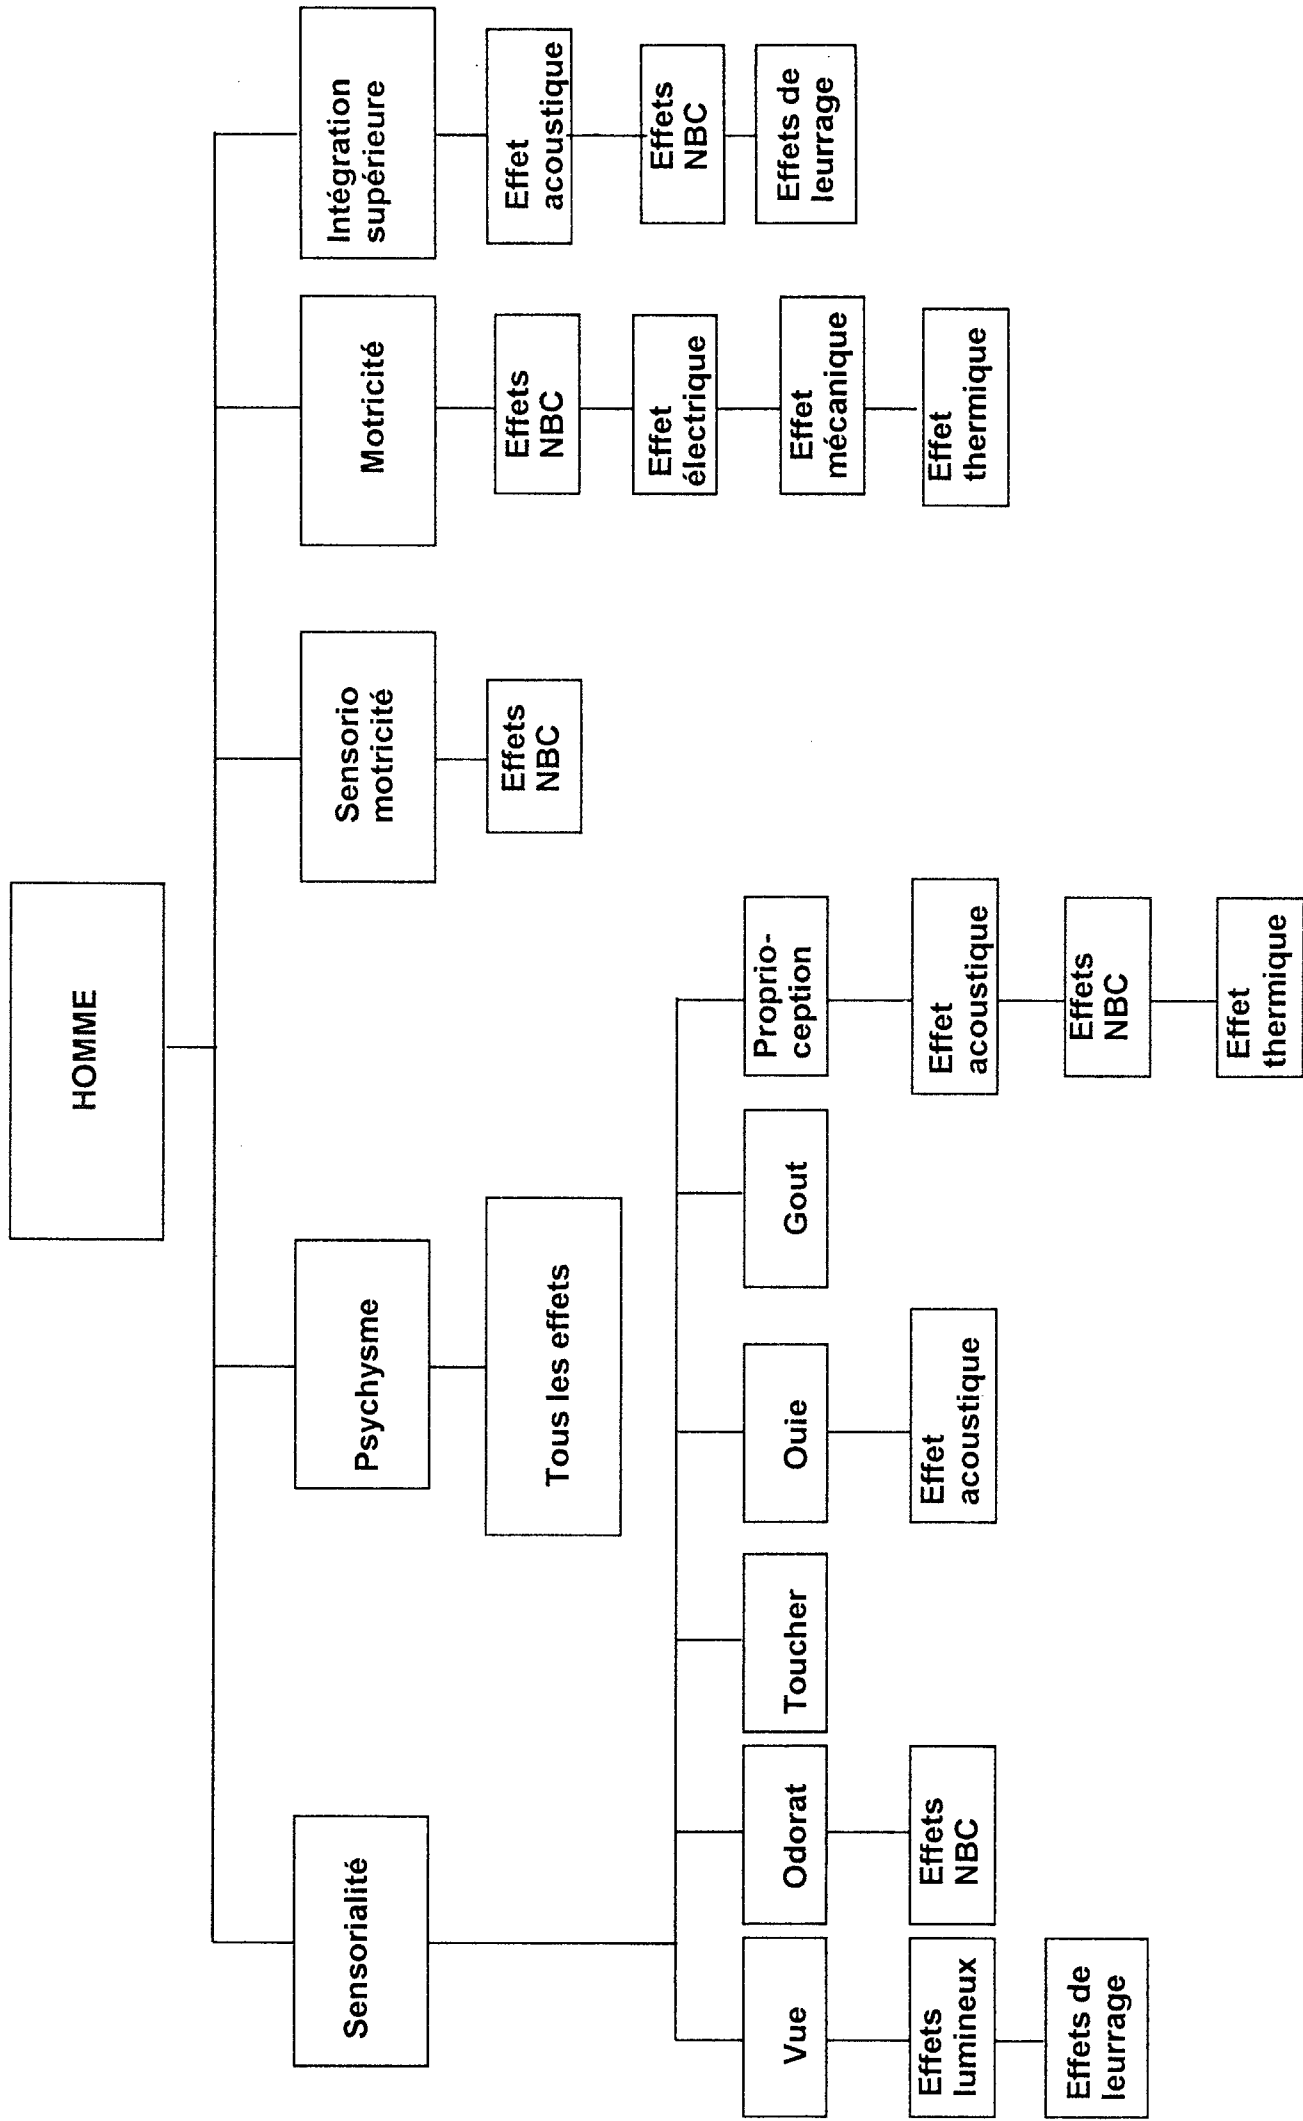 HOMME
Sensorialité
Psychysme
Sensorio
motricité
Motricité
Intégration
supérieure
Tous les effets
Effets
NBC
Effets
NBC
Effet
électrique
Effet
mécanique
Effet
thermique
Effet
acoustique
Effets
NBC
Effets de
leurrage
Vue
Odorat
Toucher
Ouie
Gout
Proprio-
ception
Effets
lumineux
Effets de
leurrage
Effets
NBC
Effet
acoustique
Effet
acoustique
Effets
NBC
Effet
thermique